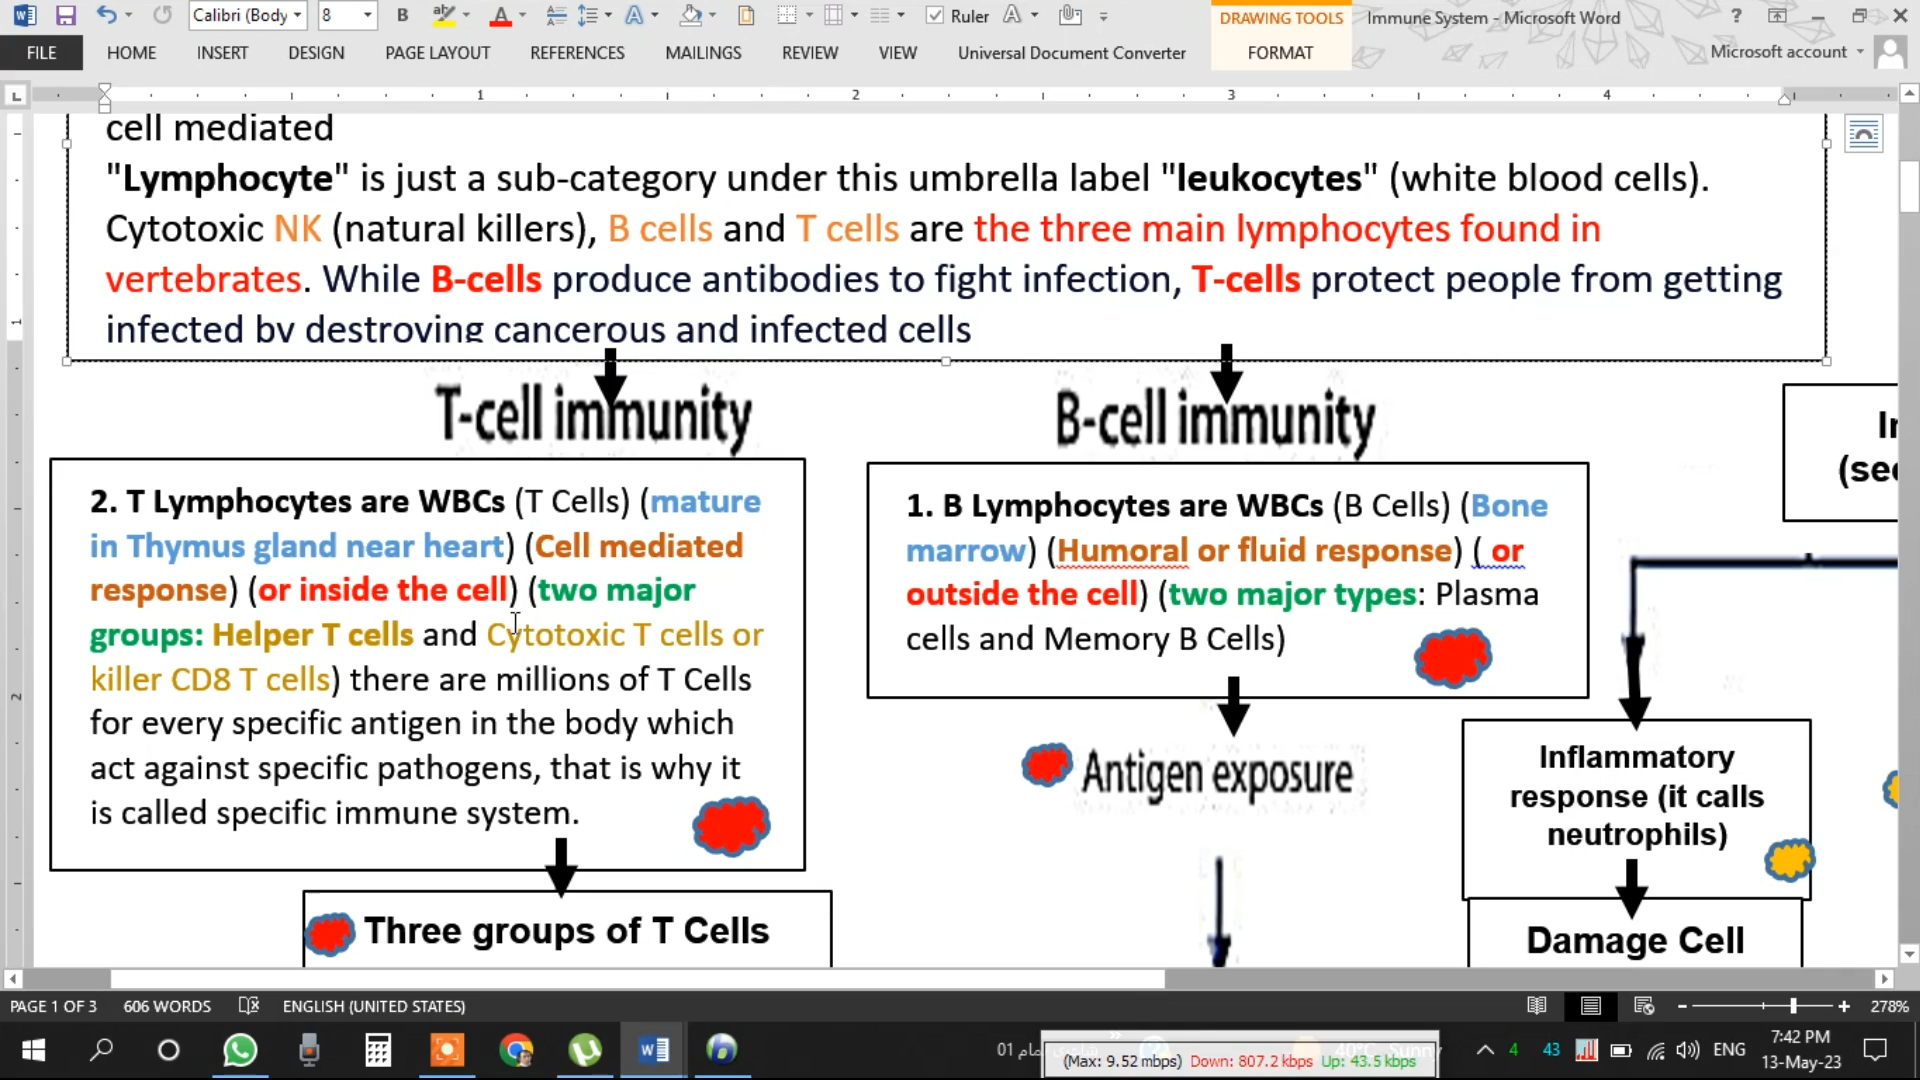 Calibri (Body
8
Ruler
DRAWING TOOLS
Immune System - Microsoft Word
FILE
HOME
INSERT
DESIGN
PAGE LAYOUT
REFERENCES
MAILINGS
REVIEW
VIEW
Universal Document Converter
FORMAT
Microsoft account
1
2
3
4
cell mediated
"Lymphocyte" is just a sub-category under this umbrella label "leukocytes" (white blood cells).
Cytotoxic NK (natural killers), B cells and T cells are the three main lymphocytes found in
vertebrates. While B-cells produce antibodies to fight infection, T-cells protect people from getting
infected by destroying cancerous and infected cells
T-cell immunity
B-cell immunity
2. T Lymphocytes are WBCs (T Cells) (mature
in Thymus gland near heart) (Cell mediated
response) (or inside the cell) (two major
groups: Helper T cells and Cytotoxic T cells or
killer CD8 T cells) there are millions of T Cells
for every specific antigen in the body which
act against specific pathogens, that is why it
is called specific immune system.
Three groups of T Cells
1. B Lymphocytes are WBCs (B Cells) (Bone
marrow) (Humoral or fluid response) ( or
outside the cell) (two major types: Plasma
cells and Memory B Cells)
Antigen exposure
Inflammatory
response (it calls
neutrophils)
Damage Cell
PAGE 1 OF 3
606 WORDS
ENGLISH (UNITED STATES)
278%
(Max: 9.52 mbps) Down: 807.2 kbps Up: 43.5 kbps
4
43
ENG
7:42 PM
13-May-23